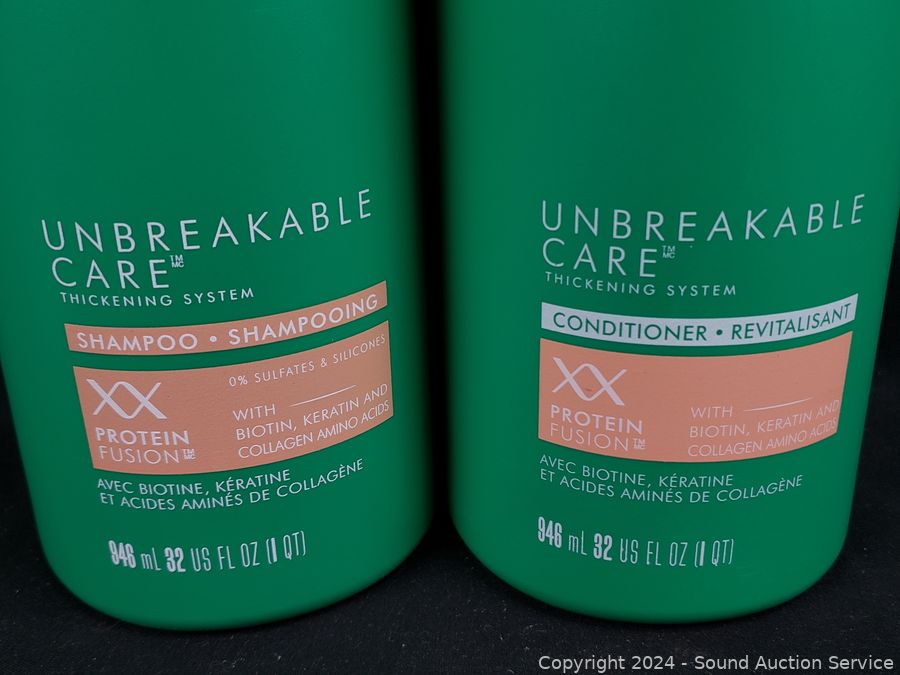 UNBREAKABLE
CARE™MC
THICKENING SYSTEM
SHAMPOO • SHAMPOOING
0% SULFATES & SILICONES
XX
PROTEIN
FUSION™MC
WITH
BIOTIN, KERATIN AND
COLLAGEN AMINO ACIDS
AVEC BIOTINE, KÉRATINE
ET ACIDES AMINÉS DE COLLAGÈNE
946 mL 32 US FL OZ (1 QT)
UNBREAKABLE
CARE™MC
THICKENING SYSTEM
CONDITIONER • REVITALISANT
XX
PROTEIN
FUSION™MC
WITH
BIOTIN, KERATIN AND
COLLAGEN AMINO ACIDS
AVEC BIOTINE, KÉRATINE
ET ACIDES AMINÉS DE COLLAGÈNE
946 mL 32 US FL OZ (1 QT)
Copyright 2024 - Sound Auction Service